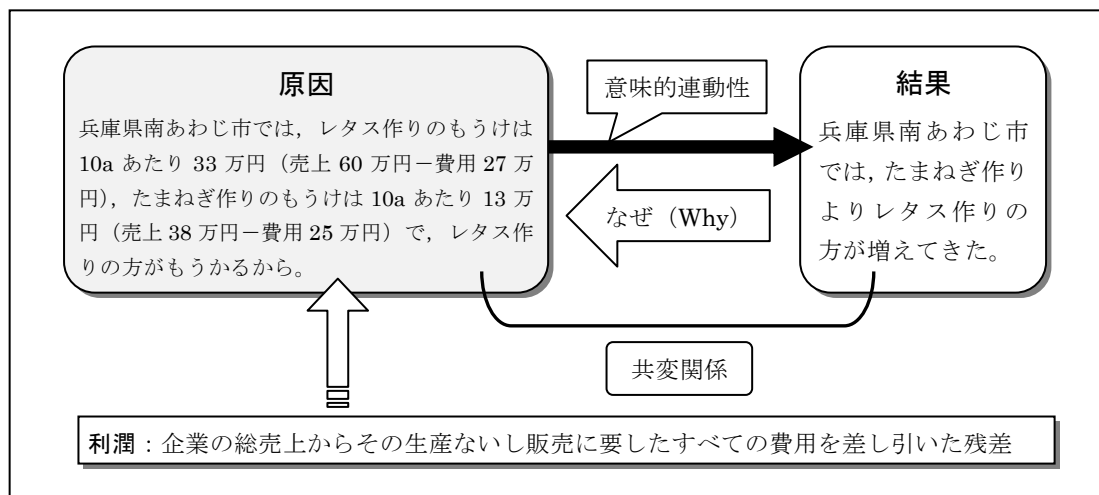 原因
兵庫県南あわじ市では，レタス作りのもうけは
10a あたり 33 万円（売上 60 万円－費用 27 万
円），たまねぎ作りのもうけは 10a あたり 13 万
円（売上 38 万円－費用 25 万円）で，レタス作
りの方がもうかるから。
意味的連動性
なぜ（Why）
結果
兵庫県南あわじ市
では，たまねぎ作り
よりレタス作りの
方が増えてきた。
共変関係
利潤：企業の総売上からその生産ないし販売に要したすべての費用を差し引いた残差